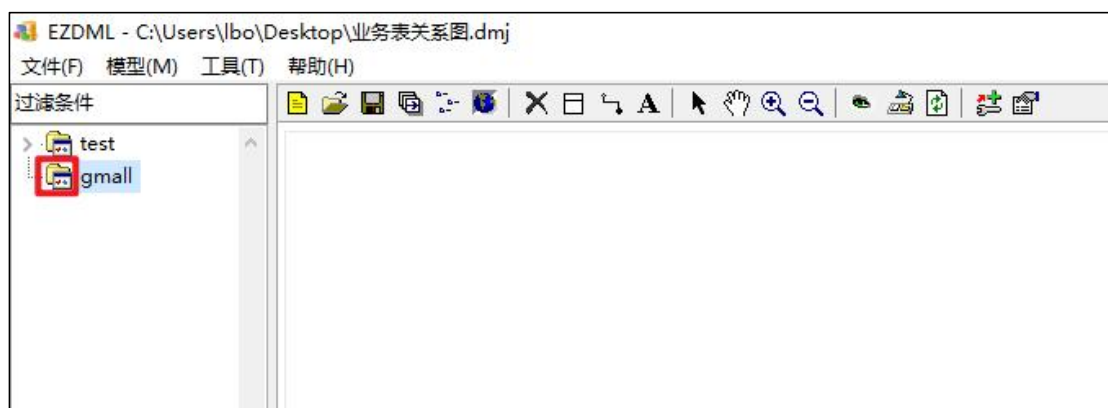 EZDML - C:\Users\lbo\Desktop\业务表关系图.dmj
文件(F) 模型(M) 工具(T) 帮助(H)
过滤条件
A
test
gmall